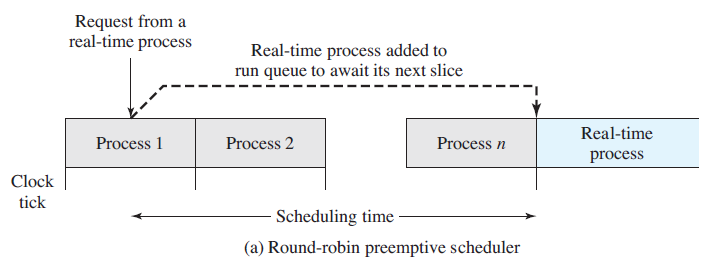 Request from a
real-time process
Real-time process added to
run queue to await its next slice
Process 1
Process 2
Process n
Real-time
process
Clock
tick
Scheduling time
(a) Round-robin preemptive scheduler